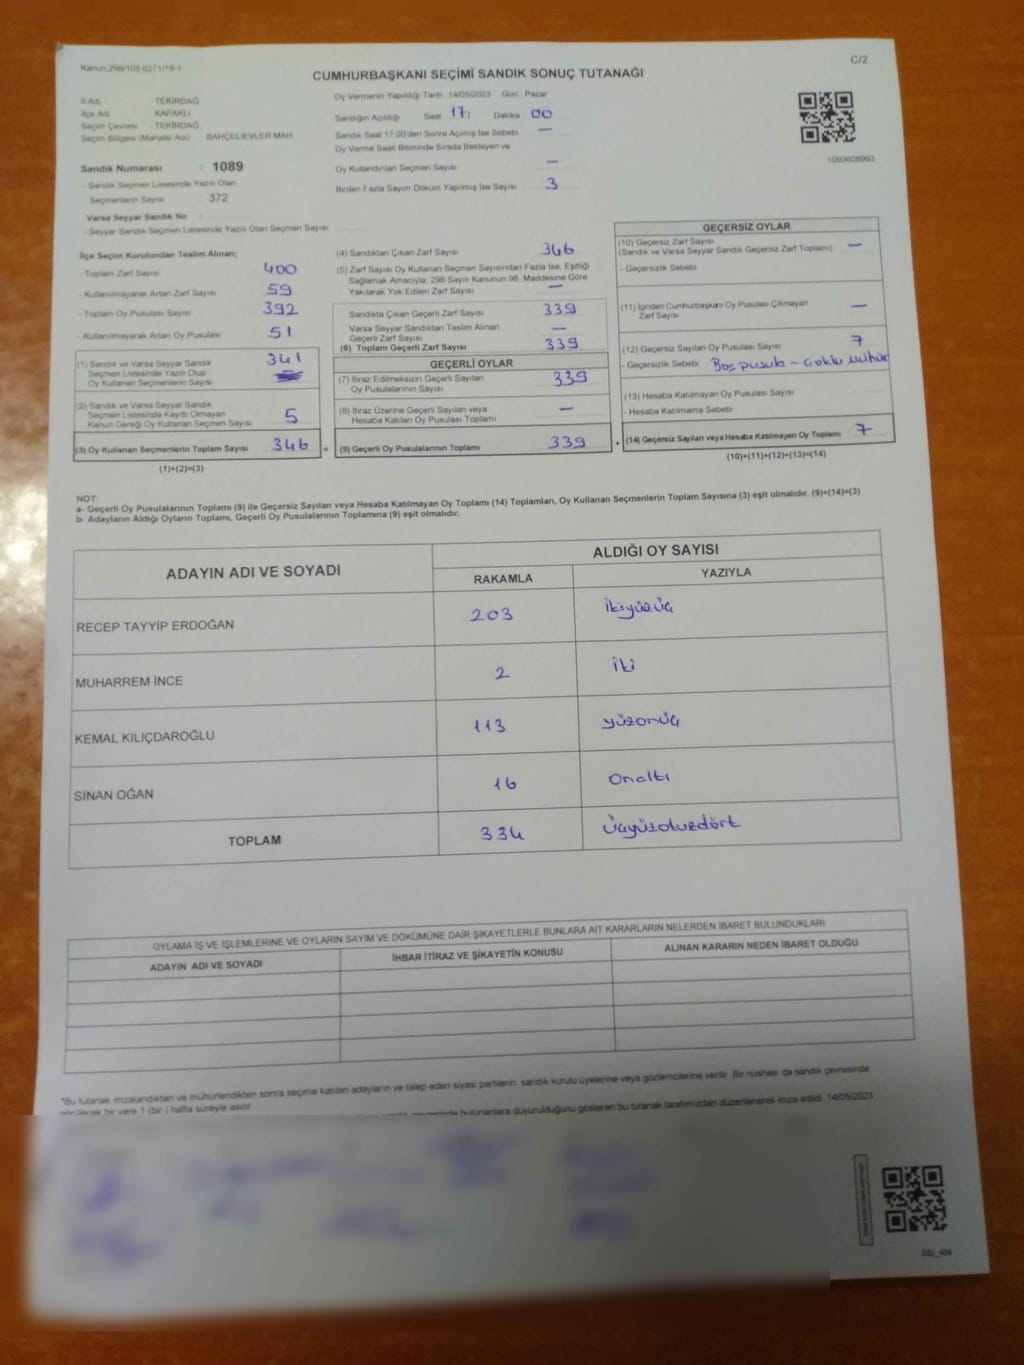 Kanun.298/105.6271/18-1
C/2
CUMHURBAŞKANI SEÇİMİ SANDIK SONUÇ TUTANAĞI
İl Adı TEKİRDAĞ
İlçe Adı KAPAKLI
Seçim Çevresi : TEKİRDAĞ
Seçim Bölgesi (Mahalle Adı) BAHÇELİEVLER MAH
Sandık Numarası : 1089
- Sandık Seçmen Listesinde Yazılı Olan
Seçmenlerin Sayısı : 372
Varsa Seyyar Sandık No
- Seyyar Sandık Seçmen Listesinde Yazılı Olan Seçmen Sayısı
Oy Vermenin Yapıldığı Tarih 14/05/2023 Gün Pazar
Sandığın Açıldığı Saat 17: Dakika 00
Sandık Saat 17:00'den Sonra Açılmış İse Sebebi —
Oy Verme Saati Bitiminde Sırada Bekleyen ve
Oy Kullandırılan Seçmen Sayısı —
Birden Fazla Sayım Döküm Yapılmış İse Sayısı 3
1093608993
İlçe Seçim Kurulundan Teslim Alınan;
- Toplam Zarf Sayısı 400
- Kullanılmayarak Artan Zarf Sayısı 59
- Toplam Oy Pusulası Sayısı 392
- Kullanılmayarak Artan Oy Pusulası 51
(1) Sandık ve Varsa Seyyar Sandık 341
Seçmen Listesinde Yazılı Olup
Oy Kullanan Seçmenlerin Sayısı
(2) Sandık ve Varsa Seyyar Sandık
Seçmen Listesinde Kayıtlı Olmayan
Kanun Gereği Oy Kullanan Seçmen Sayısı 5
(3) Oy Kullanan Seçmenlerin Toplam Sayısı 346 =
(1)+(2)=(3)
(4) Sandıktan Çıkan Zarf Sayısı 346
(5) Zarf Sayısı Oy Kullanan Seçmen Sayısından Fazla İse, Eşitliği
Sağlamak Amacıyla, 298 Sayılı Kanunun 98. Maddesine Göre
Yakılarak Yok Edilen Zarf Sayısı —
Sandıkta Çıkan Geçerli Zarf Sayısı 339
Varsa Seyyar Sandıktan Teslim Alınan
Geçerli Zarf Sayısı —
(6) Toplam Geçerli Zarf Sayısı 339
GEÇERLİ OYLAR
(7) İtiraz Edilmeksizin Geçerli Sayılan
Oy Pusulalarının Sayısı 339
(8) İtiraz Üzerine Geçerli Sayılan veya
Hesaba Katılan Oy Pusulası Toplamı —
(9) Geçerli Oy Pusulalarının Toplamı 339 +
GEÇERSİZ OYLAR
(10) Geçersiz Zarf Sayısı
(Sandık ve Varsa Seyyar Sandık Geçersiz Zarf Toplamı) —
- Geçersizlik Sebebi
(11) İçinden Cumhurbaşkanı Oy Pusulası Çıkmayan
Zarf Sayısı —
(12) Geçersiz Sayılan Oy Pusulası Sayısı 7
- Geçersizlik Sebebi Boş pusula - çoklu mühür
(13) Hesaba Katılmayan Oy Pusulası Sayısı
- Hesaba Katılmama Sebebi
(14) Geçersiz Sayılan veya Hesaba Katılmayan Oy Toplamı 7
(10)+(11)+(12)+(13)=(14)
NOT:
a- Geçerli Oy Pusulalarının Toplamı (9) ile Geçersiz Sayılan veya Hesaba Katılmayan Oy Toplamı (14) Toplamları, Oy Kullanan Seçmenlerin Toplam Sayısına (3) eşit olmalıdır. (9)+(14)=(3)
b- Adayların Aldığı Oyların Toplamı, Geçerli Oy Pusulalarının Toplamına (9) eşit olmalıdır.
ADAYIN ADI VE SOYADI
ALDIĞI OY SAYISI
RAKAMLA YAZIYLA
RECEP TAYYİP ERDOĞAN 203 İkiyüzüç
MUHARREM İNCE 2 iki
KEMAL KILIÇDAROĞLU 113 yüzonüç
SİNAN OĞAN 16 Onaltı
TOPLAM 334 Üçyüzotuzdört
OYLAMA İŞ VE İŞLEMLERİNE VE OYLARIN SAYIM VE DÖKÜMÜNE DAİR ŞİKAYETLERLE BUNLARA AİT KARARLARIN NELERDEN İBARET BULUNDUKLARI
ADAYIN ADI VE SOYADI İHBAR İTİRAZ VE ŞİKAYETİN KONUSU ALINAN KARARIN NEDEN İBARET OLDUĞU
*Bu tutanak imzalandıktan ve mühürlendikten sonra seçime katılan adayların ve talep eden siyasi partilerin sandık kurulu üyelerine veya gözlemcilerine verilir. Bir nüshası da sandık çevresinde
görülecek bir yere 1 (bir ) hafta süreyle asılır.
bulunanlara duyurulduğunu gösteren bu tutanak tarafımızdan düzenlenerek imza edildi. 14/05/2023